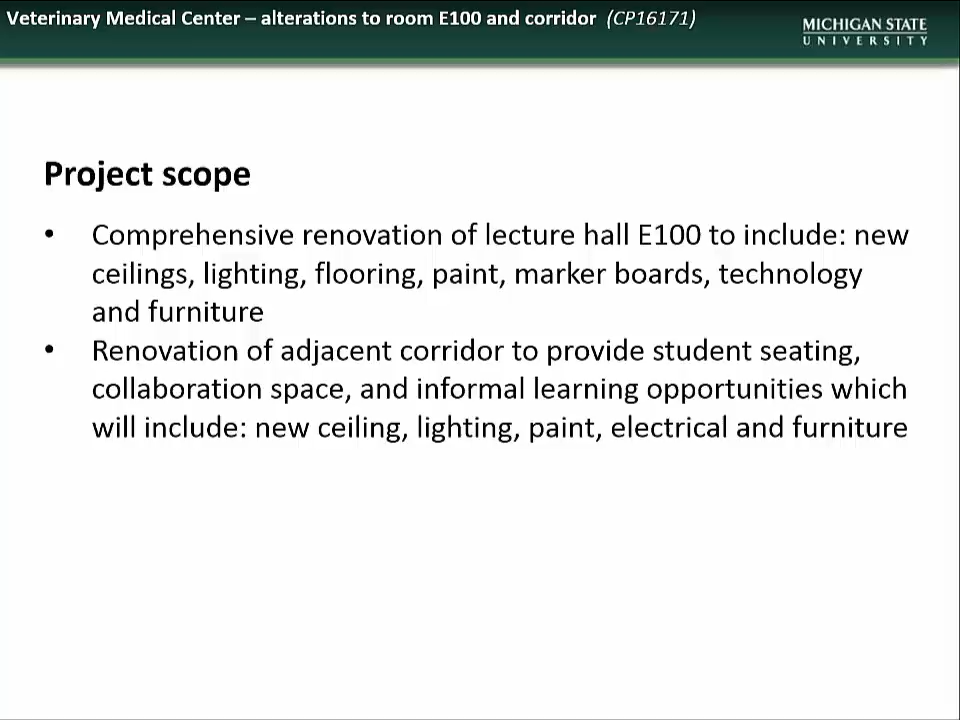 Veterinary Medical Center – alterations to room E100 and corridor (CP16171)
MICHIGAN STATE
UNIVERSITY
Project scope
• Comprehensive renovation of lecture hall E100 to include: new
ceilings, lighting, flooring, paint, marker boards, technology
and furniture
• Renovation of adjacent corridor to provide student seating,
collaboration space, and informal learning opportunities which
will include: new ceiling, lighting, paint, electrical and furniture